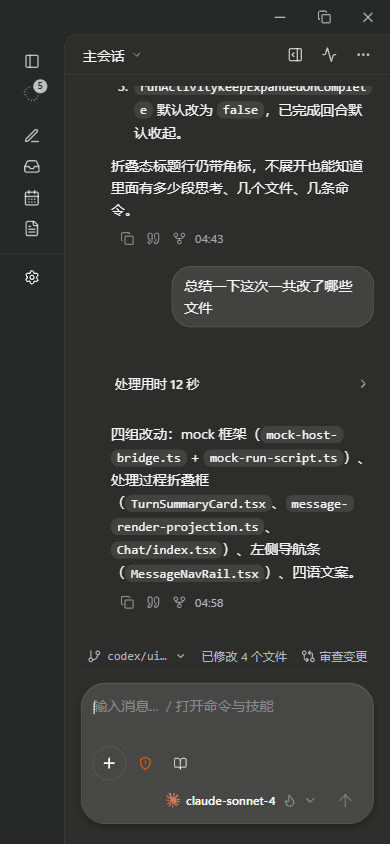 主会话
5
3. runActivityKeepExpandedOnComplet
e 默认改为 false，已完成回合默
认收起。
折叠态标题行仍带角标，不展开也能知道
里面有多少段思考、几个文件、几条命
令。
04:43
总结一下这次一共改了哪些
文件
处理用时 12 秒
四组改动：mock 框架（mock-host-
bridge.ts + mock-run-script.ts）、
处理过程折叠框
（TurnSummaryCard.tsx、message-
render-projection.ts、
Chat/index.tsx）、左侧导航条
（MessageNavRail.tsx）、四语文案。
04:58
codex/ui… 已修改 4 个文件 审查变更
输入消息... / 打开命令与技能
claude-sonnet-4